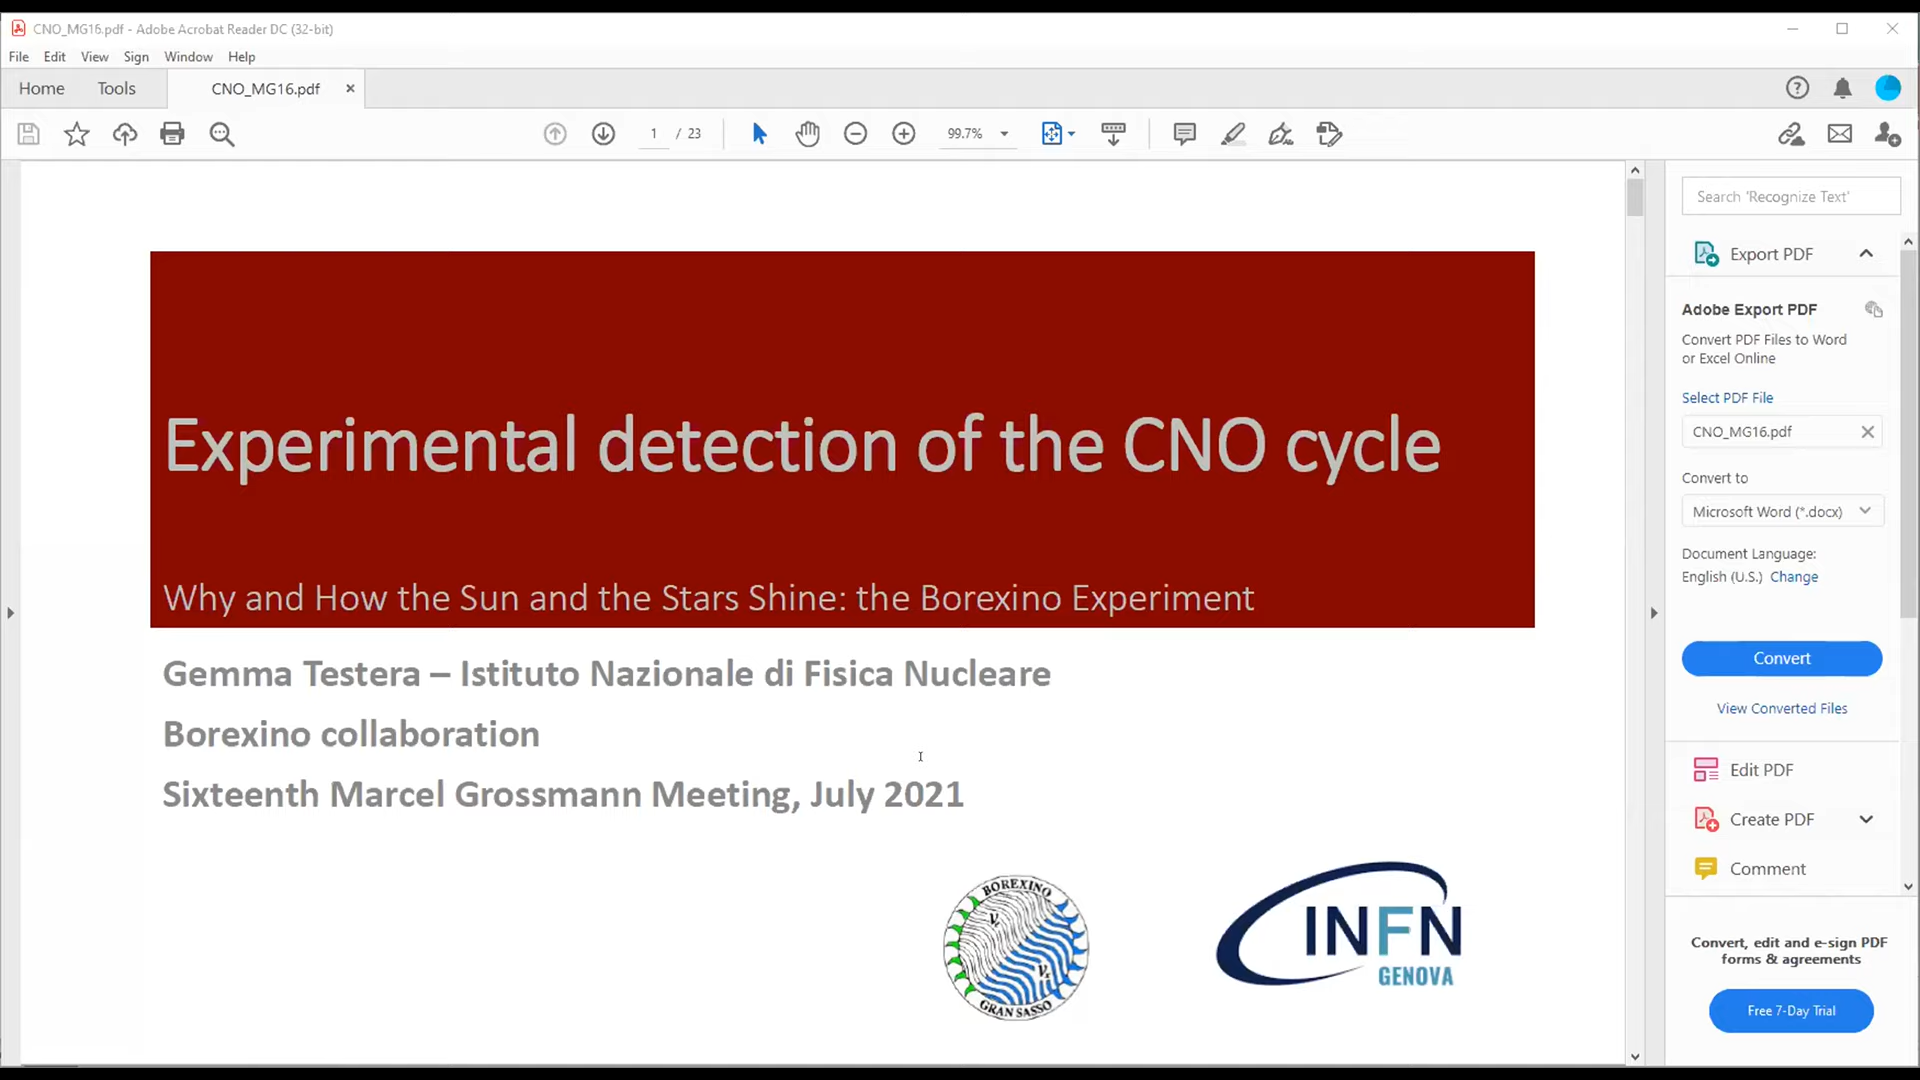 CNO_MG16.pdf - Adobe Acrobat Reader DC (32-bit)
File Edit View Sign Window Help
Home Tools CNO_MG16.pdf
1 / 23 99.7%
Search 'Recognize Text'
Export PDF
Adobe Export PDF
Convert PDF Files to Word
or Excel Online
Select PDF File
CNO_MG16.pdf
Convert to
Microsoft Word (*.docx)
Document Language:
English (U.S.) Change
Convert
View Converted Files
Edit PDF
Create PDF
Comment
Convert, edit and e-sign PDF
forms & agreements
Free 7-Day Trial
Experimental detection of the CNO cycle
Why and How the Sun and the Stars Shine: the Borexino Experiment
Gemma Testera – Istituto Nazionale di Fisica Nucleare
Borexino collaboration
Sixteenth Marcel Grossmann Meeting, July 2021
BOREXINO
GRAN SASSO
INFN
GENOVA